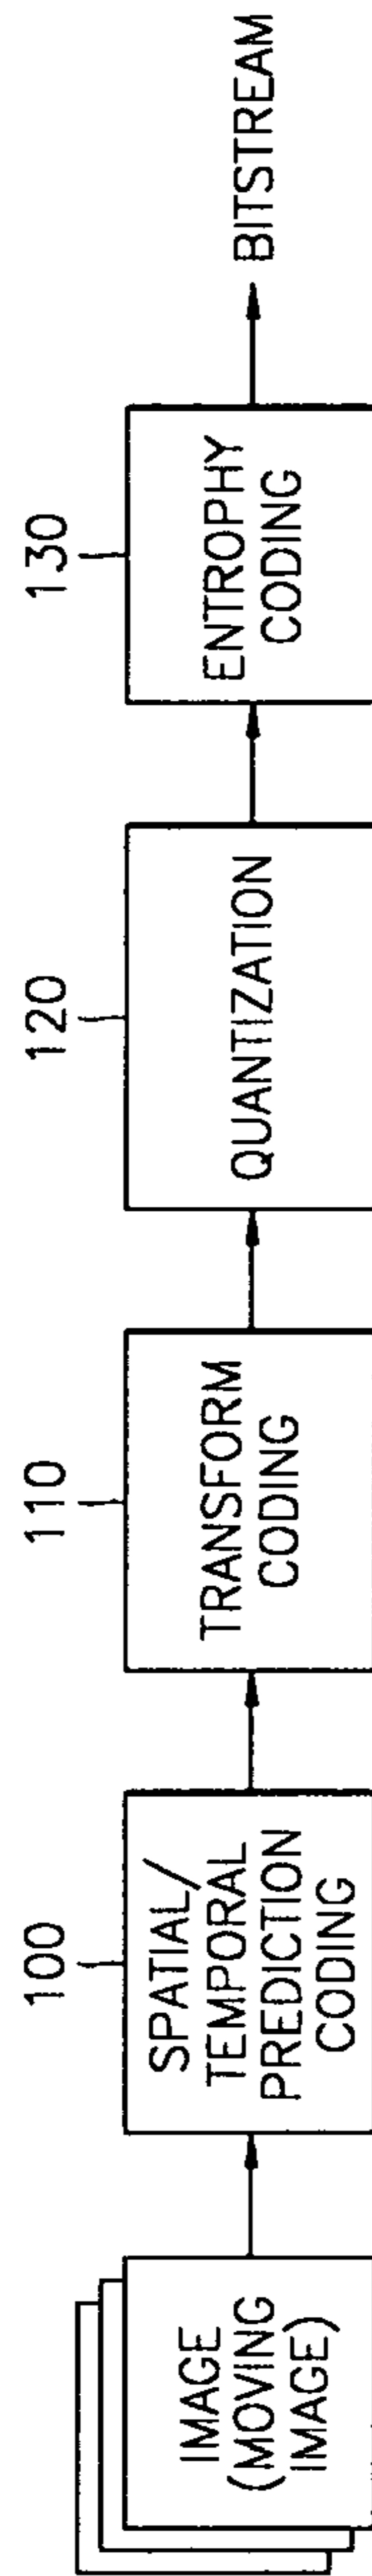 IMAGE
(MOVING
IMAGE)
100
SPATIAL/
TEMPORAL
PREDICTION
CODING
110
TRANSFORM
CODING
120
QUANTIZATION
130
ENTROPHY
CODING
BITSTREAM